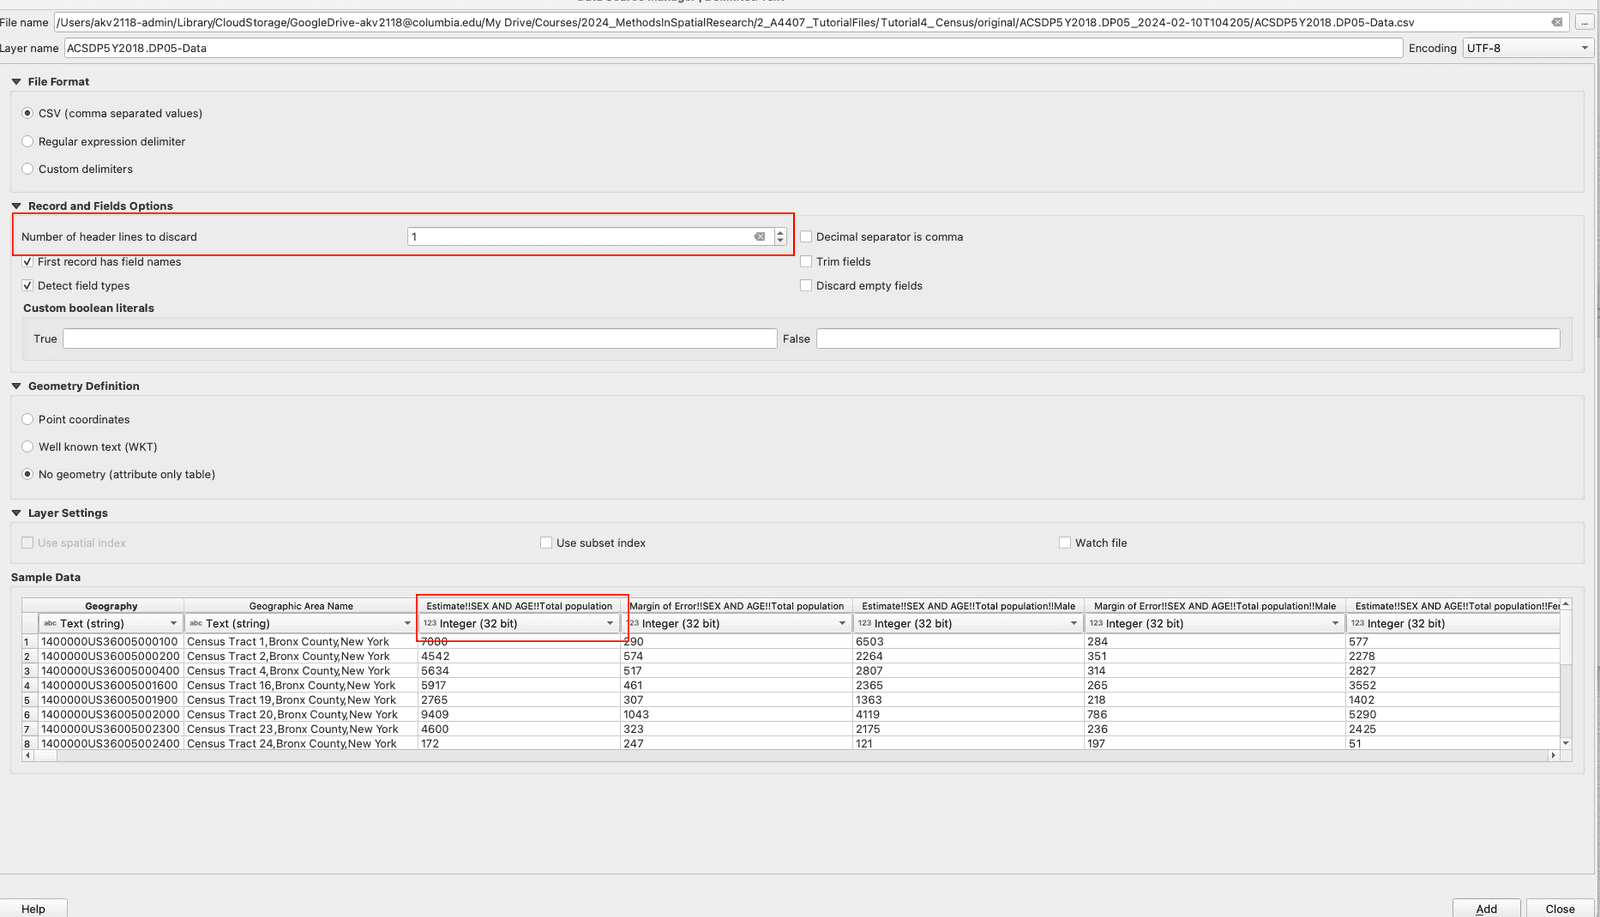 File name /Users/akv2118-admin/Library/CloudStorage/GoogleDrive-akv2118@columbia.edu/My Drive/Courses/2024_MethodsInSpatialResearch/2_A4407_TutorialFiles/Tutorial4_Census/original/ACSDP5Y2018.DP05_2024-02-10T104205/ACSDP5Y2018.DP05-Data.csv ...
Layer name ACSDP5Y2018.DP05-Data Encoding UTF-8
File Format
CSV (comma separated values)
Regular expression delimiter
Custom delimiters
Record and Fields Options
Number of header lines to discard 1 Decimal separator is comma
First record has field names Trim fields
Detect field types Discard empty fields
Custom boolean literals
True False
Geometry Definition
Point coordinates
Well known text (WKT)
No geometry (attribute only table)
Layer Settings
Use spatial index Use subset index Watch file
Sample Data
Geography Geographic Area Name Estimate!!SEX AND AGE!!Total population Margin of Error!!SEX AND AGE!!Total population Estimate!!SEX AND AGE!!Total population!!Male Margin of Error!!SEX AND AGE!!Total population!!Male Estimate!!SEX AND AGE!!Total population!!Fe
abc Text (string) abc Text (string) 123 Integer (32 bit) 123 Integer (32 bit) 123 Integer (32 bit) 123 Integer (32 bit) 123 Integer (32 bit)
1 1400000US36005000100 Census Tract 1,Bronx County,New York 7080 290 6503 284 577
2 1400000US36005000200 Census Tract 2,Bronx County,New York 4542 574 2264 351 2278
3 1400000US36005000400 Census Tract 4,Bronx County,New York 5634 517 2807 314 2827
4 1400000US36005001600 Census Tract 16,Bronx County,New York 5917 461 2365 265 3552
5 1400000US36005001900 Census Tract 19,Bronx County,New York 2765 307 1363 218 1402
6 1400000US36005002000 Census Tract 20,Bronx County,New York 9409 1043 4119 786 5290
7 1400000US36005002300 Census Tract 23,Bronx County,New York 4600 323 2175 236 2425
8 1400000US36005002400 Census Tract 24,Bronx County,New York 172 247 121 197 51
Help Add Close